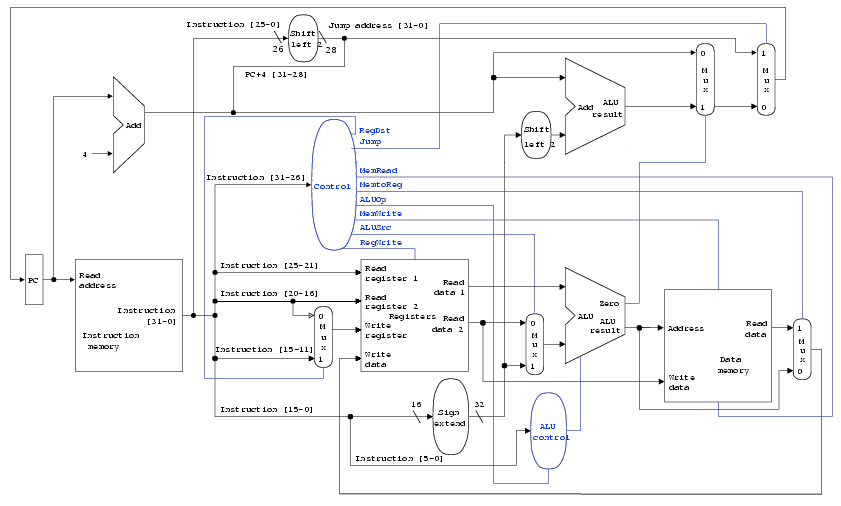 Instruction [25-0]
Jump address [31-0]
Shift
left 2
26
28
PC+4 [31-28]
Add
4
0
M
u
x
1
1
M
u
x
0
Add
ALU
result
Shift
left 2
RegDst
Jump
MemRead
MemtoReg
ALUOp
MemWrite
ALUSrc
RegWrite
Control
Instruction [31-26]
PC
Read
address
Instruction
[31-0]
Instruction
memory
Instruction [25-21]
Instruction [20-16]
Instruction [15-11]
Instruction [15-0]
0
M
u
x
1
Read
register 1
Read
register 2
Write
register
Write
data
Registers
Read
data 1
Read
data 2
0
M
u
x
1
Zero
ALU
ALU
result
Address
Write
data
Read
data
Data
memory
1
M
u
x
0
16
Sign
extend
32
ALU
control
Instruction [5-0]